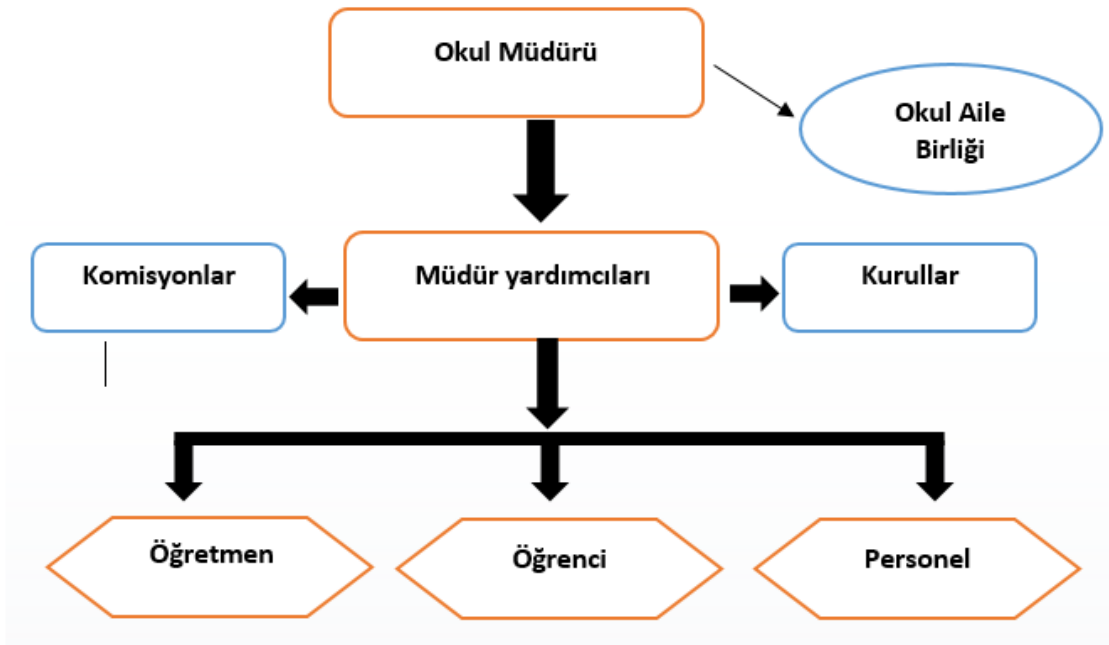 Okul Müdürü
Okul Aile
Birliği
Komisyonlar
Müdür yardımcıları
Kurullar
Öğretmen
Öğrenci
Personel